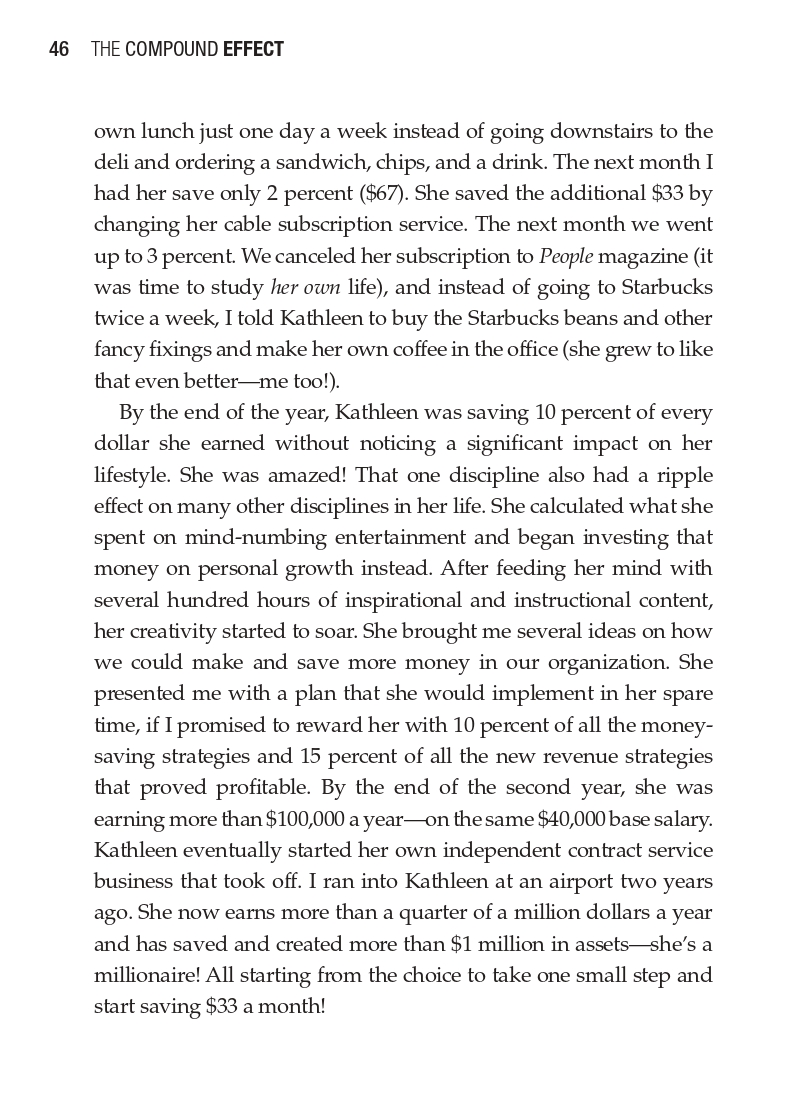 46 THE COMPOUND EFFECT
own lunch just one day a week instead of going downstairs to the
deli and ordering a sandwich, chips, and a drink. The next month I
had her save only 2 percent ($67). She saved the additional $33 by
changing her cable subscription service. The next month we went
up to 3 percent. We canceled her subscription to People magazine (it
was time to study her own life), and instead of going to Starbucks
twice a week, I told Kathleen to buy the Starbucks beans and other
fancy fixings and make her own coffee in the office (she grew to like
that even better—me too!).
By the end of the year, Kathleen was saving 10 percent of every
dollar she earned without noticing a significant impact on her
lifestyle. She was amazed! That one discipline also had a ripple
effect on many other disciplines in her life. She calculated what she
spent on mind-numbing entertainment and began investing that
money on personal growth instead. After feeding her mind with
several hundred hours of inspirational and instructional content,
her creativity started to soar. She brought me several ideas on how
we could make and save more money in our organization. She
presented me with a plan that she would implement in her spare
time, if I promised to reward her with 10 percent of all the money-
saving strategies and 15 percent of all the new revenue strategies
that proved profitable. By the end of the second year, she was
earning more than $100,000 a year—on the same $40,000 base salary.
Kathleen eventually started her own independent contract service
business that took off. I ran into Kathleen at an airport two years
ago. She now earns more than a quarter of a million dollars a year
and has saved and created more than $1 million in assets—she's a
millionaire! All starting from the choice to take one small step and
start saving $33 a month!